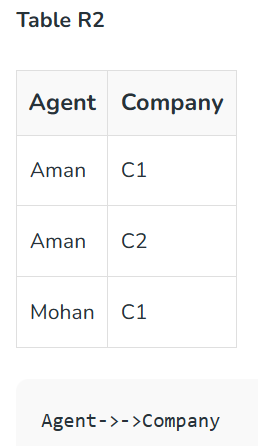 Table R2
Agent Company
Aman C1
Aman C2
Mohan C1
Agent->->Company